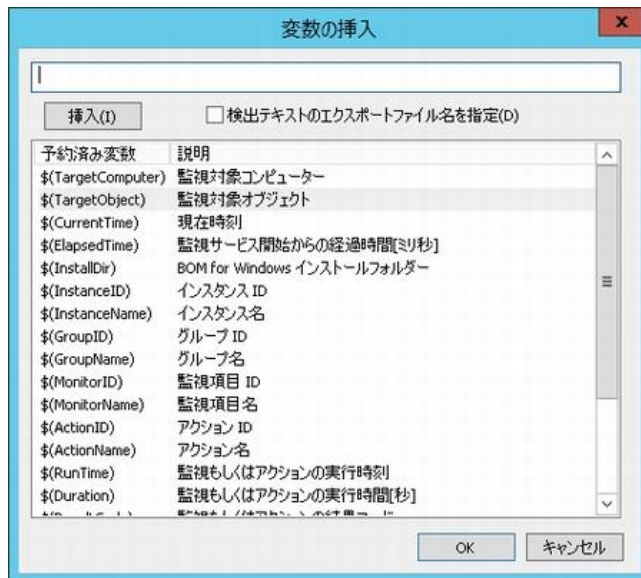 変数の挿入
x
挿入(I)
検出テキストのエクスポートファイル名を指定(D)
予約済み変数 説明
$(TargetComputer) 監視対象コンピューター
$(TargetObject) 監視対象オブジェクト
$(CurrentTime) 現在時刻
$(ElapsedTime) 監視サービス開始からの経過時間[ミリ秒]
$(InstallDir) BOM for Windows インストールフォルダー
$(InstanceID) インスタンス ID
$(InstanceName) インスタンス名
$(GroupID) グループ ID
$(GroupName) グループ名
$(MonitorID) 監視項目 ID
$(MonitorName) 監視項目名
$(ActionID) アクション ID
$(ActionName) アクション名
$(RunTime) 監視もしくはアクションの実行時刻
$(Duration) 監視もしくはアクションの実行時間[秒]
OK キャンセル